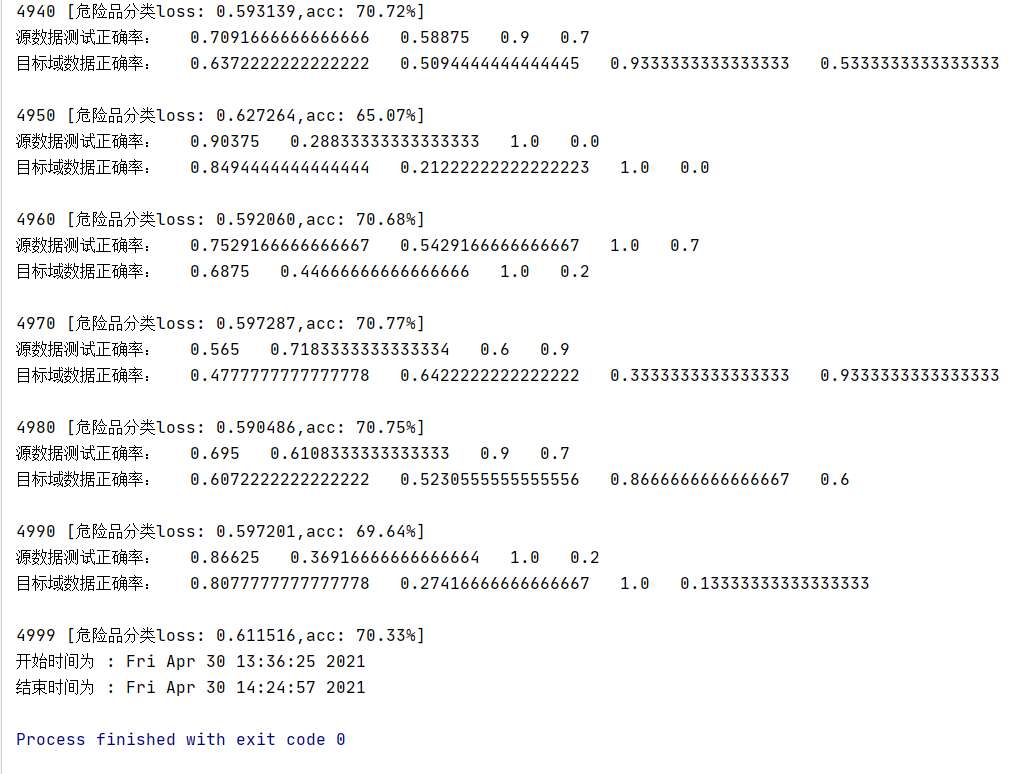 4940 [危险品分类loss: 0.593139,acc: 70.72%]
源数据测试正确率：   0.7091666666666666   0.58875   0.9   0.7
目标域数据正确率：   0.6372222222222222   0.5094444444444445   0.9333333333333333   0.5333333333333333
4950 [危险品分类loss: 0.627264,acc: 65.07%]
源数据测试正确率：   0.90375   0.28833333333333333   1.0   0.0
目标域数据正确率：   0.8494444444444444   0.21222222222222223   1.0   0.0
4960 [危险品分类loss: 0.592060,acc: 70.68%]
源数据测试正确率：   0.7529166666666667   0.5429166666666667   1.0   0.7
目标域数据正确率：   0.6875   0.44666666666666666   1.0   0.2
4970 [危险品分类loss: 0.597287,acc: 70.77%]
源数据测试正确率：   0.565   0.7183333333333334   0.6   0.9
目标域数据正确率：   0.4777777777777778   0.6422222222222222   0.3333333333333333   0.9333333333333333
4980 [危险品分类loss: 0.590486,acc: 70.75%]
源数据测试正确率：   0.695   0.6108333333333333   0.9   0.7
目标域数据正确率：   0.6072222222222222   0.5230555555555556   0.8666666666666667   0.6
4990 [危险品分类loss: 0.597201,acc: 69.64%]
源数据测试正确率：   0.86625   0.36916666666666664   1.0   0.2
目标域数据正确率：   0.8077777777777778   0.27416666666666667   1.0   0.13333333333333333
4999 [危险品分类loss: 0.611516,acc: 70.33%]
开始时间为 : Fri Apr 30 13:36:25 2021
结束时间为 : Fri Apr 30 14:24:57 2021
Process finished with exit code 0